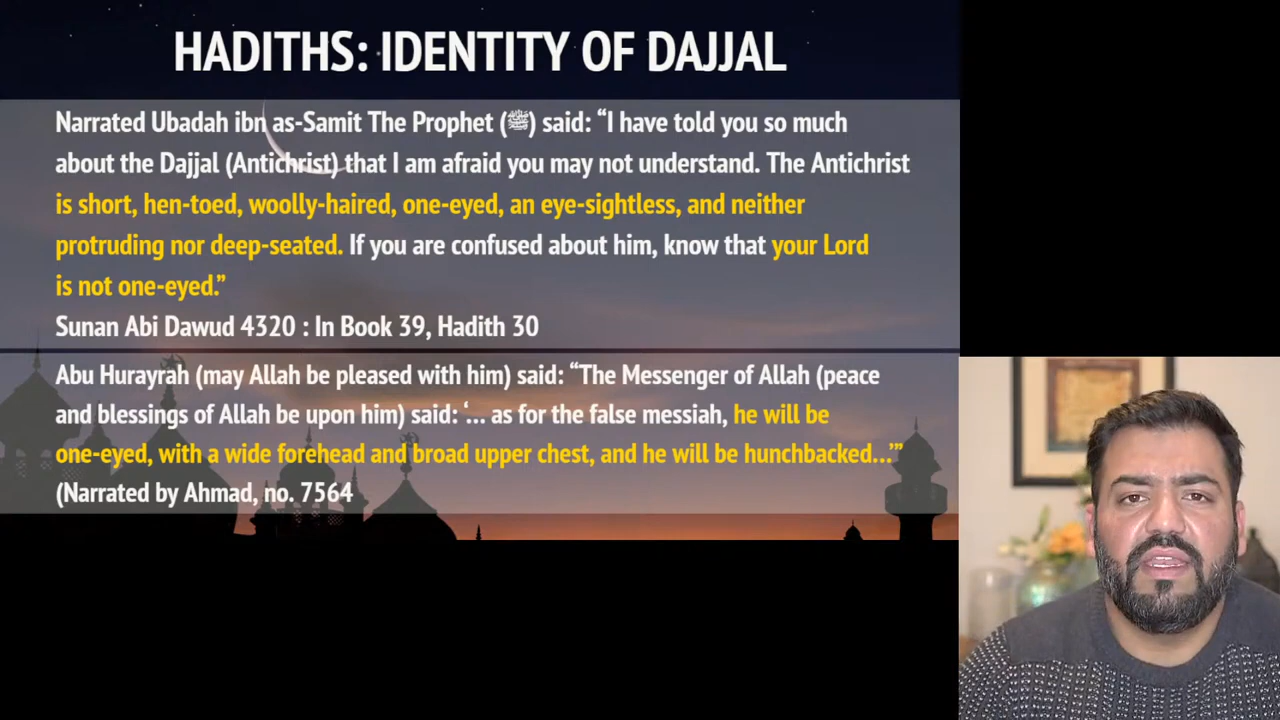 HADITHS: IDENTITY OF DAJJAL
Narrated Ubadah ibn as-Samit The Prophet (ﷺ) said: “I have told you so much
about the Dajjal (Antichrist) that I am afraid you may not understand. The Antichrist
is short, hen-toed, woolly-haired, one-eyed, an eye-sightless, and neither
protruding nor deep-seated. If you are confused about him, know that your Lord
is not one-eyed.”
Sunan Abi Dawud 4320 : In Book 39, Hadith 30
Abu Hurayrah (may Allah be pleased with him) said: “The Messenger of Allah (peace
and blessings of Allah be upon him) said: ‘... as for the false messiah, he will be
one-eyed, with a wide forehead and broad upper chest, and he will be hunchbacked...’”
(Narrated by Ahmad, no. 7564